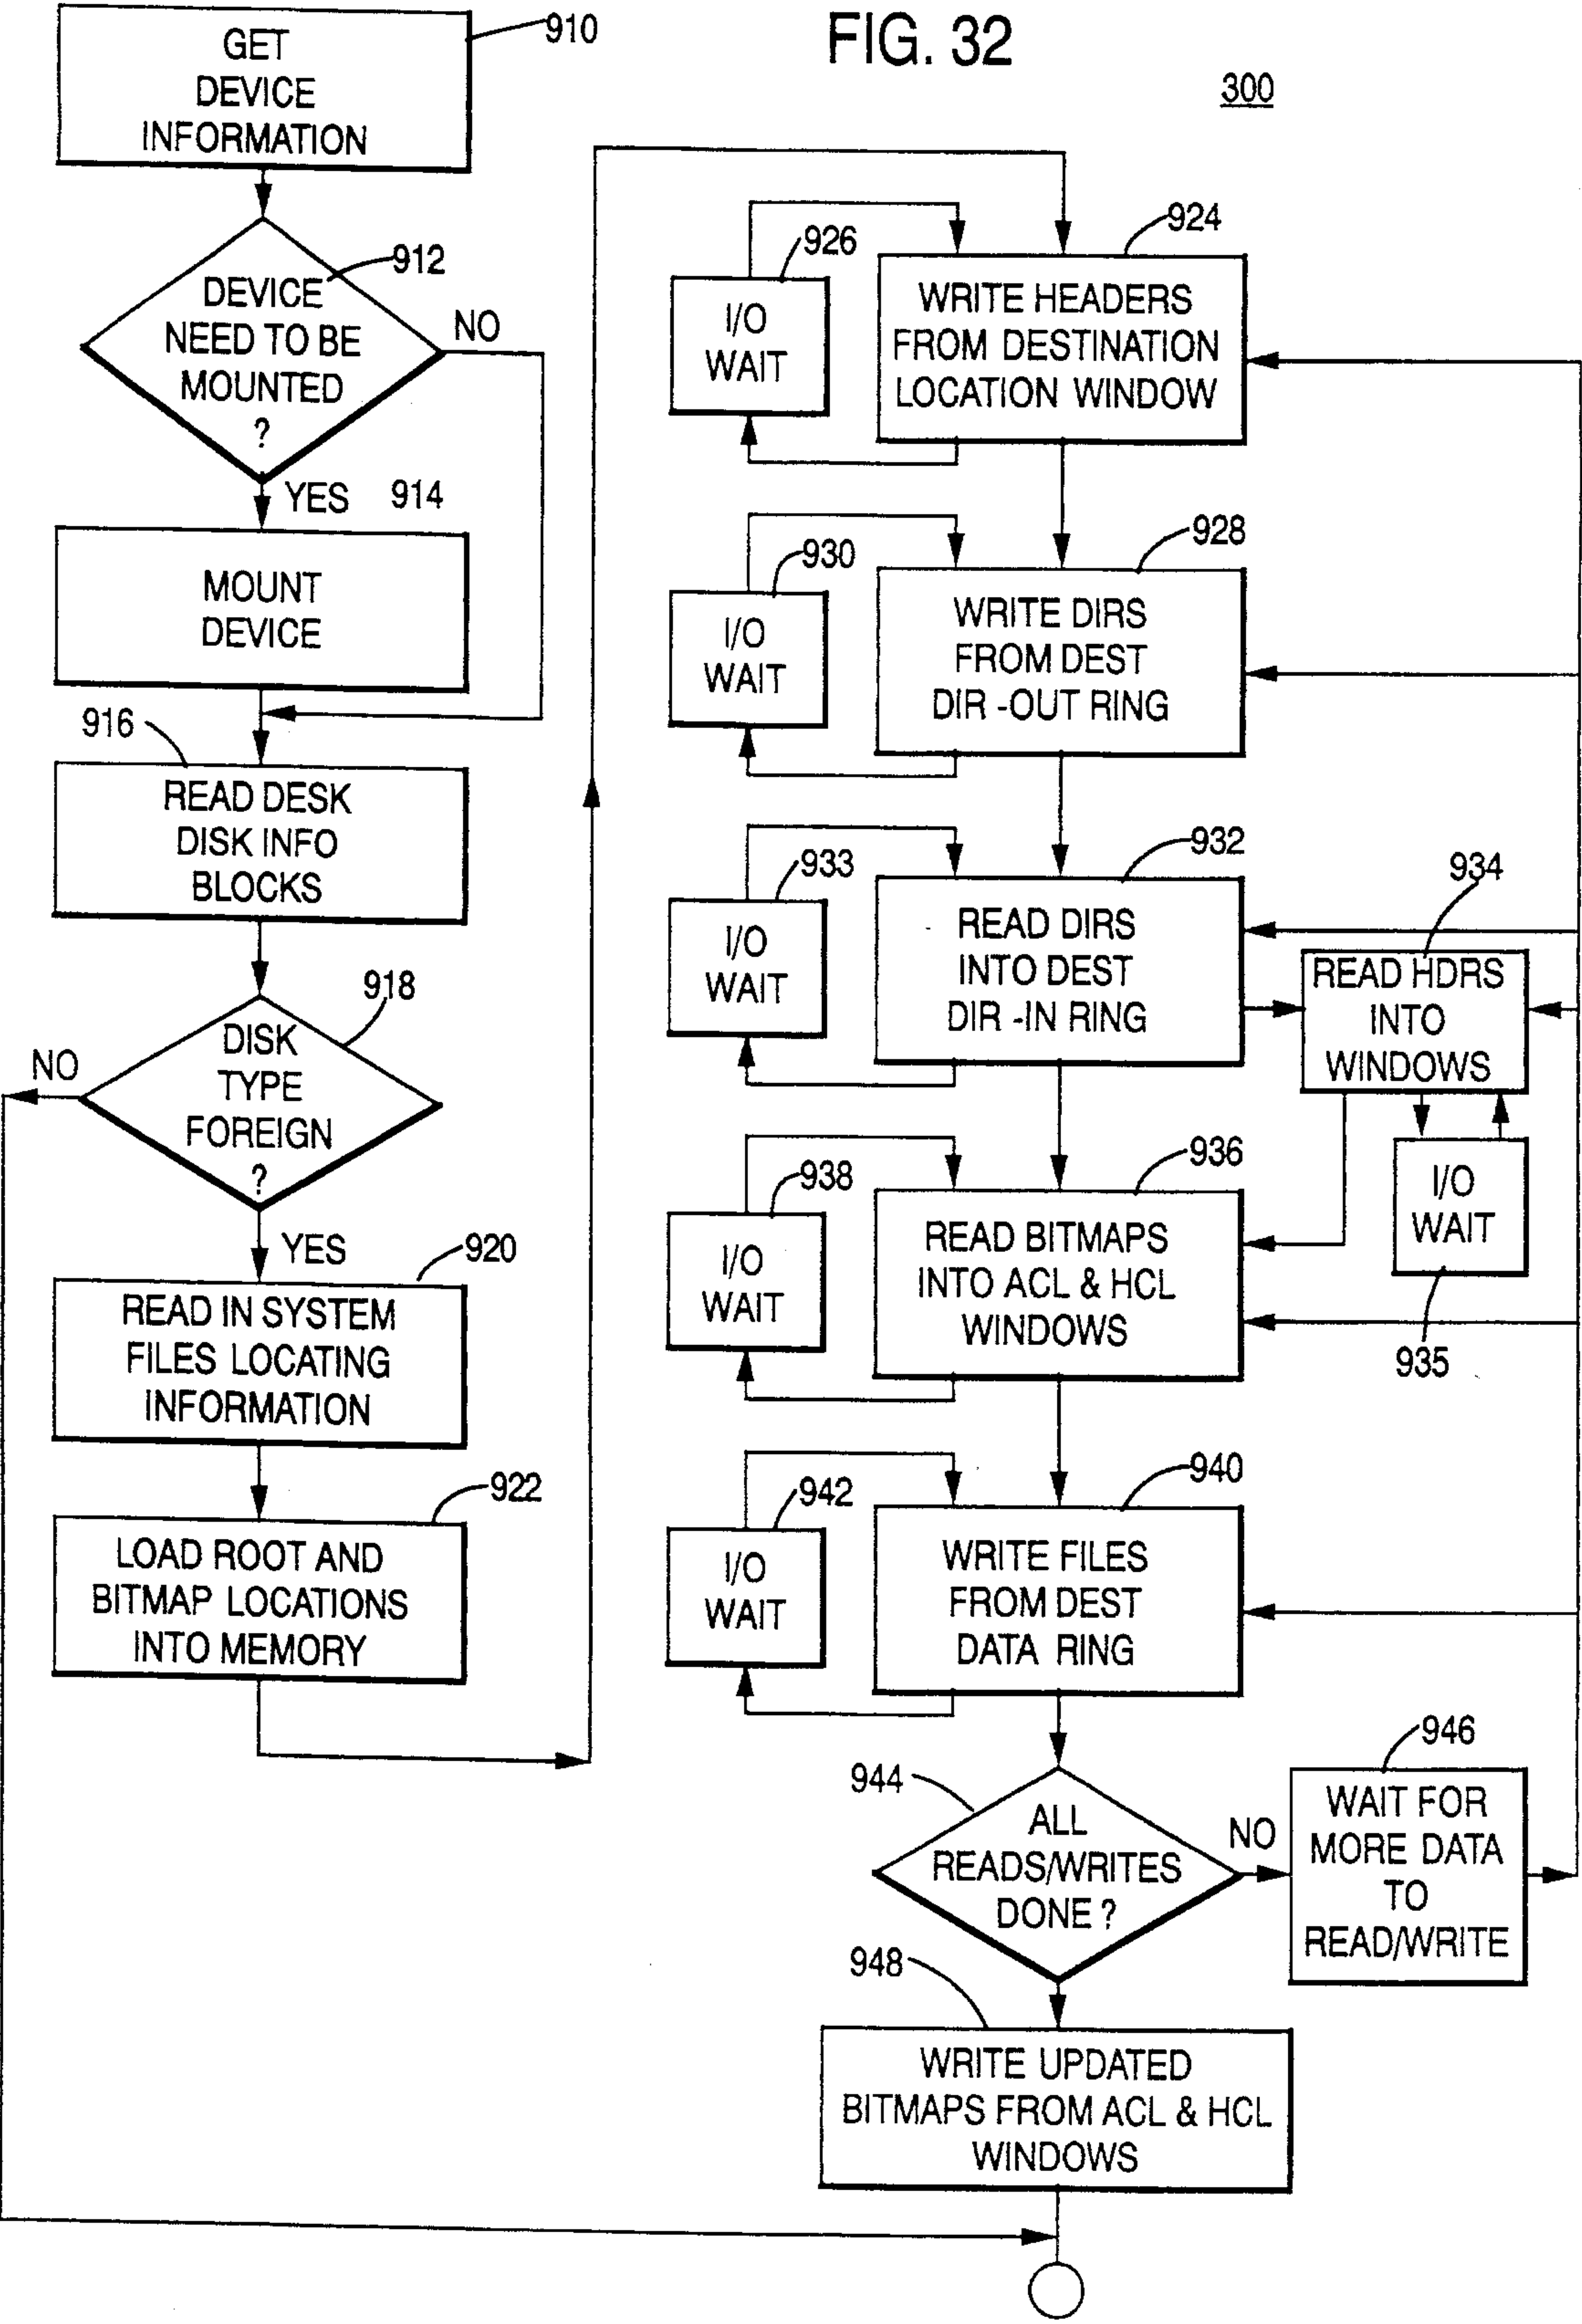 FIG. 32
300
910
GET
DEVICE
INFORMATION
912
DEVICE
NEED TO BE
MOUNTED
?
NO
YES
914
MOUNT
DEVICE
916
READ DESK
DISK INFO
BLOCKS
918
DISK
TYPE
FOREIGN
?
NO
YES
920
READ IN SYSTEM
FILES LOCATING
INFORMATION
922
LOAD ROOT AND
BITMAP LOCATIONS
INTO MEMORY
924
WRITE HEADERS
FROM DESTINATION
LOCATION WINDOW
926
I/O
WAIT
928
WRITE DIRS
FROM DEST
DIR -OUT RING
930
I/O
WAIT
932
READ DIRS
INTO DEST
DIR -IN RING
933
I/O
WAIT
934
READ HDRS
INTO
WINDOWS
I/O
WAIT
935
936
READ BITMAPS
INTO ACL & HCL
WINDOWS
938
I/O
WAIT
940
WRITE FILES
FROM DEST
DATA RING
942
I/O
WAIT
944
ALL
READS/WRITES
DONE ?
NO
946
WAIT FOR
MORE DATA
TO
READ/WRITE
948
WRITE UPDATED
BITMAPS FROM ACL & HCL
WINDOWS